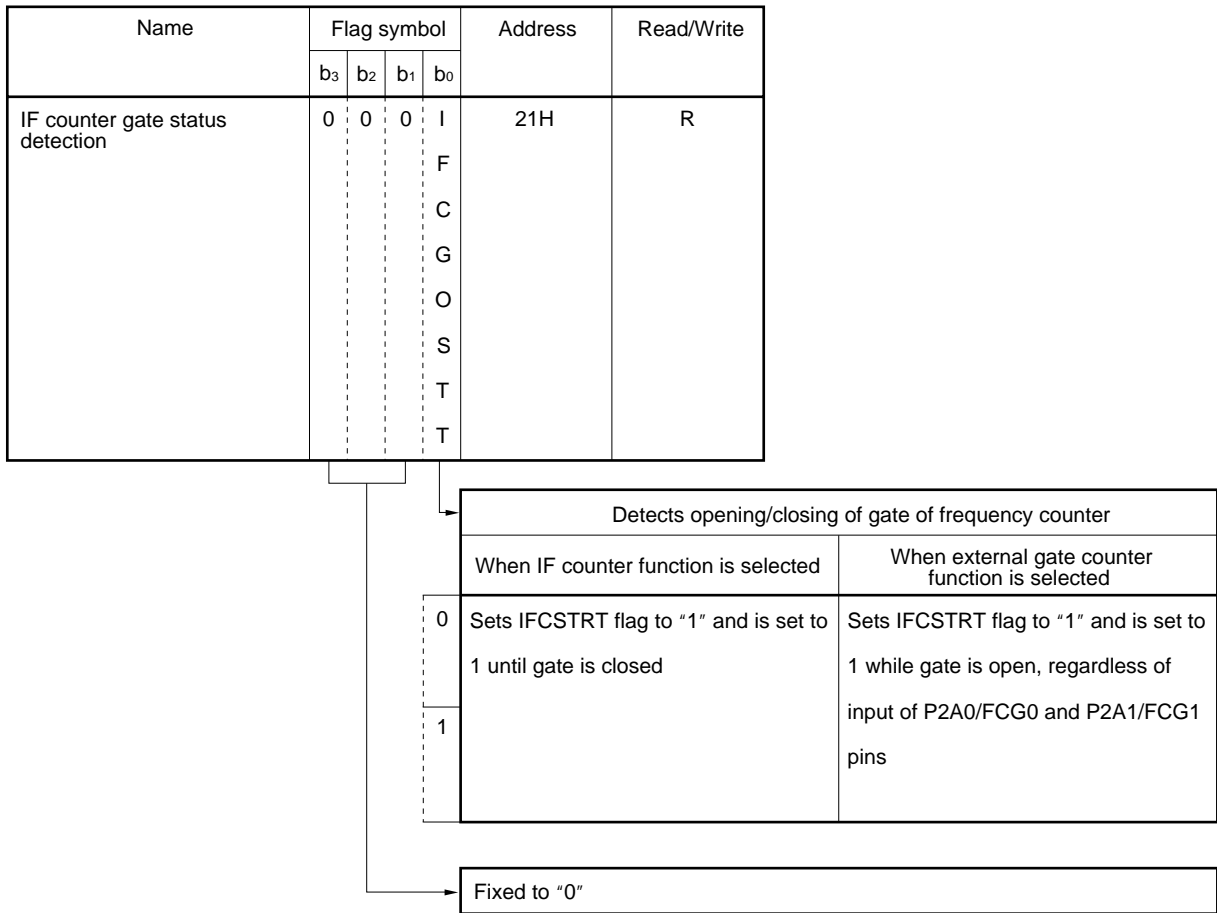 Name Flag symbol Address Read/Write
b3 b2 b1 b0
IF counter gate status 0 0 0 I 21H R
detection
F
C
G
O
S
T
T
Detects opening/closing of gate of frequency counter
When IF counter function is selected
When external gate counter
function is selected
0 Sets IFCSTRT flag to "1" and is set to
1 until gate is closed
Sets IFCSTRT flag to "1" and is set to
1 while gate is open, regardless of
input of P2A0/FCG0 and P2A1/FCG1
pins
1
Fixed to "0"